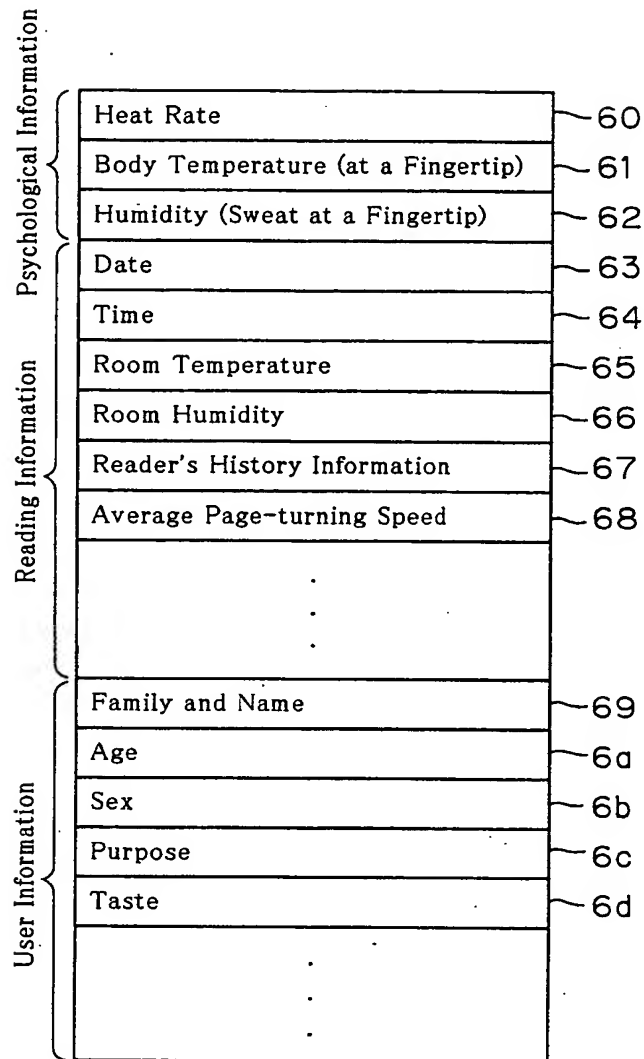 Psychological Information
Heat Rate 60
Body Temperature (at a Fingertip) 61
Humidity (Sweat at a Fingertip) 62
Reading Information
Date 63
Time 64
Room Temperature 65
Room Humidity 66
Reader's History Information 67
Average Page-turning Speed 68
User Information
Family and Name 69
Age 6a
Sex 6b
Purpose 6c
Taste 6d